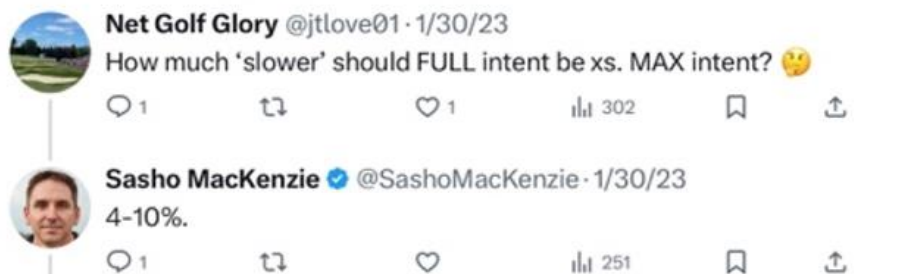 Net Golf Glory @jtlove01 · 1/30/23
How much ‘slower’ should FULL intent be xs. MAX intent? 🤔
1 1 302
Sasho MacKenzie @SashoMacKenzie · 1/30/23
4-10%.
1 251